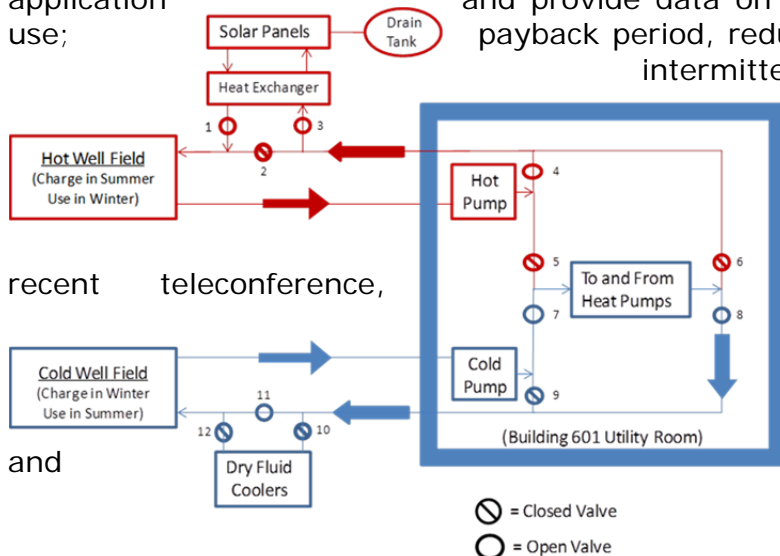 application and provide data on
use; payback period, redu
intermitte
Solar Panels
Drain
Tank
Heat Exchanger
1
3
2
Hot Well Field
(Charge in Summer
Use in Winter)
Hot
Pump
4
5
6
To and From
Heat Pumps
7
8
recent teleconference,
Cold Well Field
(Charge in Winter
Use in Summer)
Cold
Pump
9
11
12
10
(Building 601 Utility Room)
and
Dry Fluid
Coolers
= Closed Valve
= Open Valve